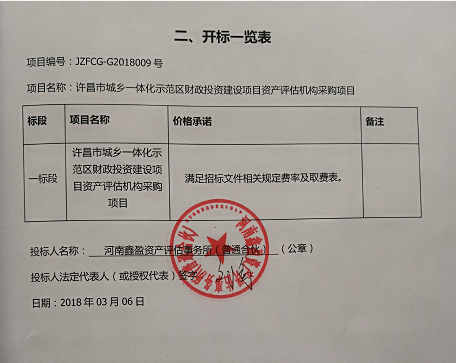 二、开标一览表
项目编号：JZFCG-G2018009 号
项目名称：许昌市城乡一体化示范区财政投资建设项目资产评估机构采购项目
标段 项目名称 价格承诺 备注
一标段 许昌市城乡一体化示
范区财政投资建设项
目资产评估机构采购
项目
满足招标文件相关规定费率及取费表。
投标人名称： 河南鑫盈资产评估事务所（普通合伙 （公章）
投标人法定代表人（或授权代表）签字
日期：2018 年 03 月 06 日